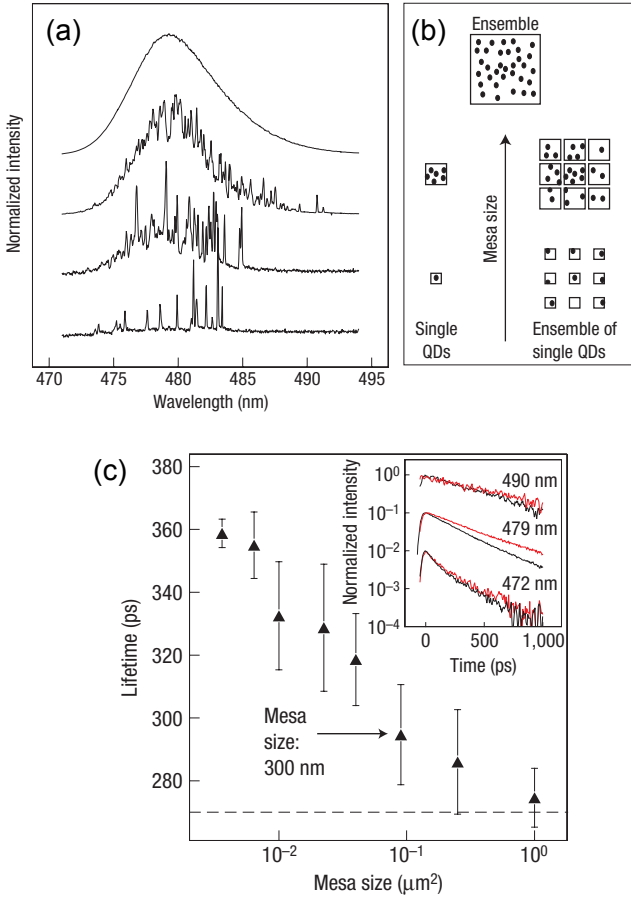 (a)
Normalized intensity
470
475
480
485
490
495
Wavelength (nm)
(b)
Ensemble
Mesa size
Single
QDs
Ensemble of
single QDs
(c)
380
360
340
320
300
280
Lifetime (ps)
Mesa
size:
300 nm
10⁻²
10⁻¹
10⁰
Mesa size (μm²)
Normalized intensity
10⁰
10⁻¹
10⁻²
10⁻³
10⁻⁴
490 nm
479 nm
472 nm
0
500
1,000
Time (ps)